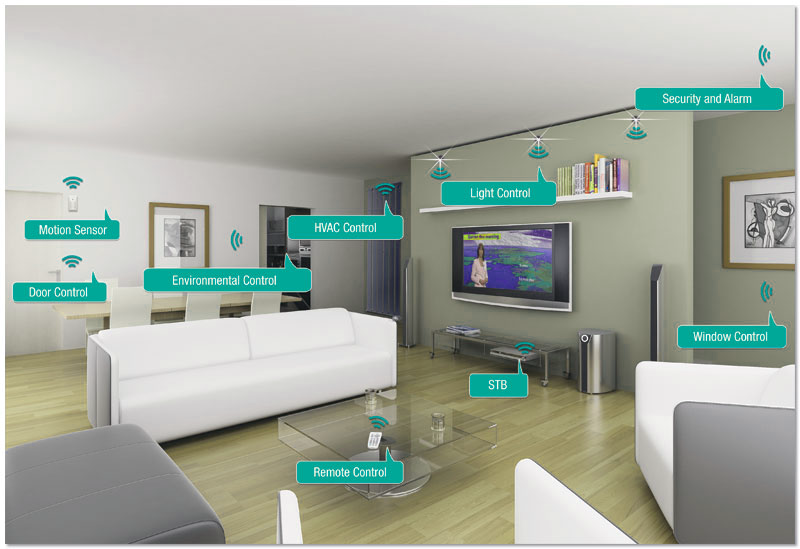 Security and Alarm
Light Control
Motion Sensor
HVAC Control
Environmental Control
Door Control
Window Control
STB
Remote Control